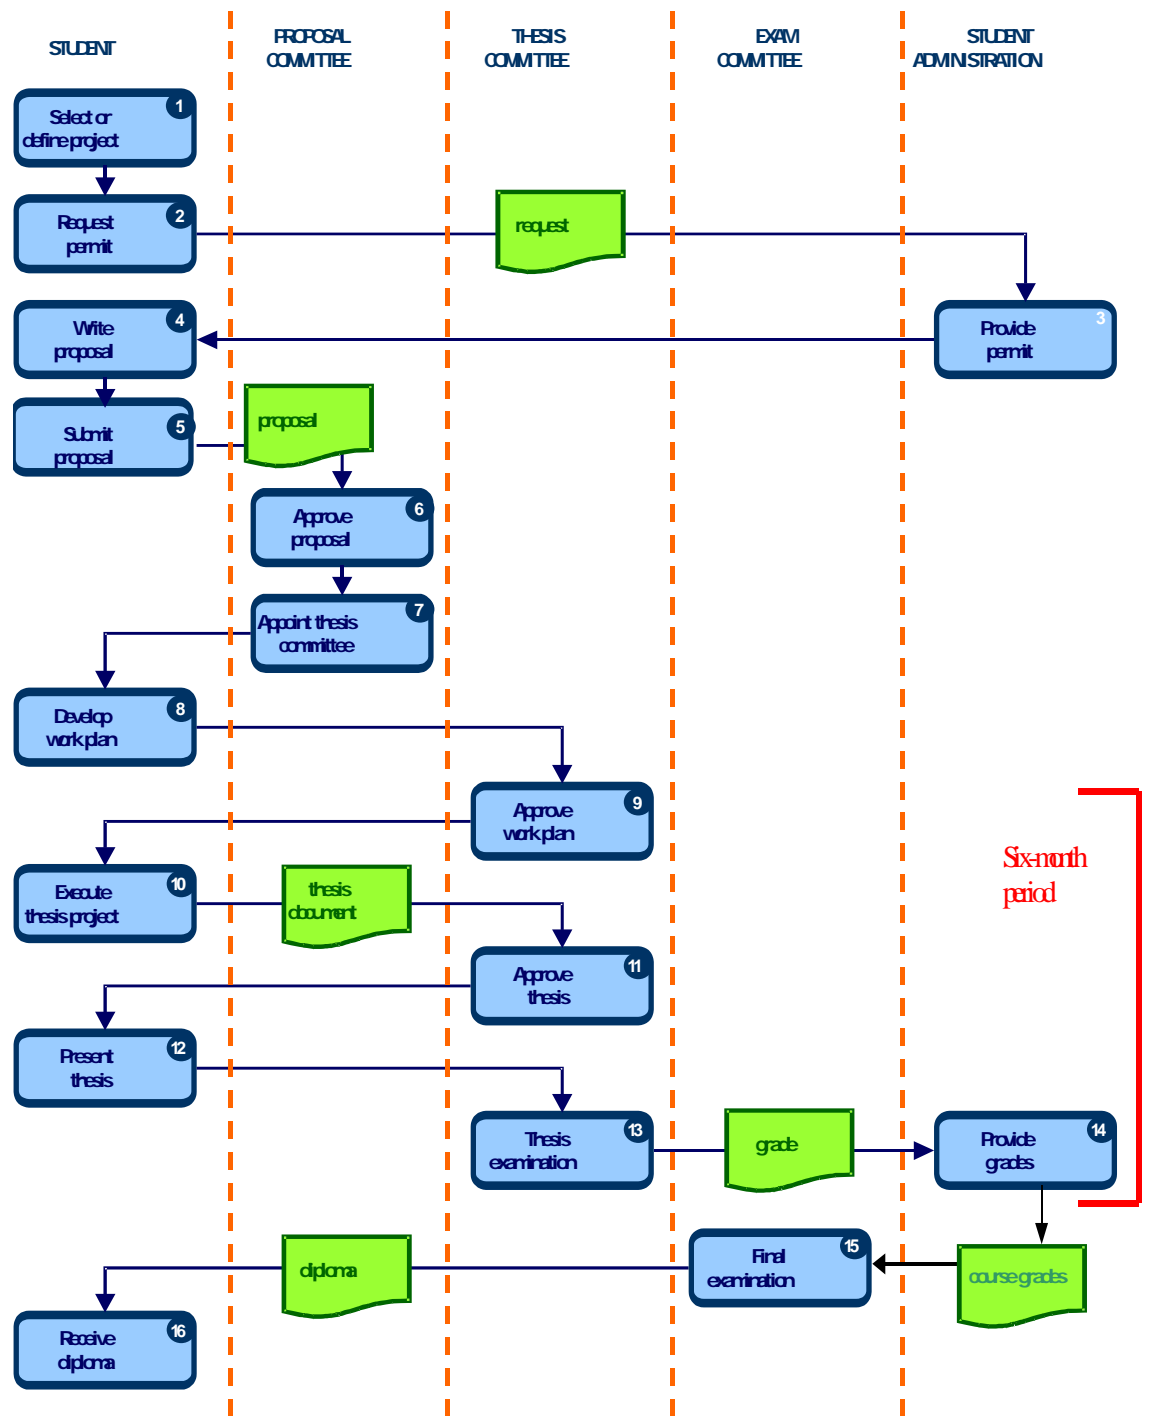 STUDENT
PROPOSAL
COMMITTEE
THESIS
COMMITTEE
EXAM
COMMITTEE
STUDENT
ADMINISTRATION
1
Select or
define project
2
Request
permit
request
3
Provide
permit
4
Write
proposal
5
Submit
proposal
proposal
6
Approve
proposal
7
Appoint thesis
committee
8
Develop
work plan
9
Approve
work plan
Six-month
period
10
Execute
thesis project
thesis
document
11
Approve
thesis
12
Present
thesis
13
Thesis
examination
grade
14
Provide
grades
course grades
15
Final
examination
diploma
16
Receive
diploma